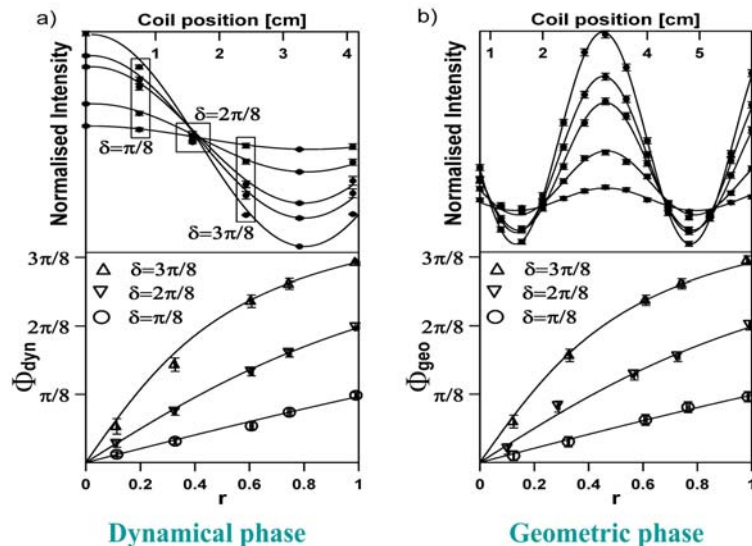 a)
Coil position [cm]
0 1 2 3 4
Normalised Intensity
δ=2π/8
δ=π/8
δ=3π/8
3π/8
2π/8
π/8
Φdyn
δ=3π/8
δ=2π/8
δ=π/8
0 0.2 0.4 0.6 0.8 1
r
Dynamical phase
b)
Coil position [cm]
1 2 3 4 5
Normalised Intensity
3π/8
2π/8
π/8
Φgeo
δ=3π/8
δ=2π/8
δ=π/8
0 0.2 0.4 0.6 0.8 1
r
Geometric phase